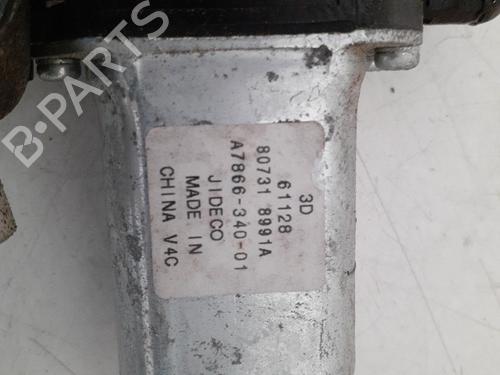 B-PARTS
3D
61128
80731 8991A
A7866-340-01
JIDECO
MADE IN
CHINA V4C